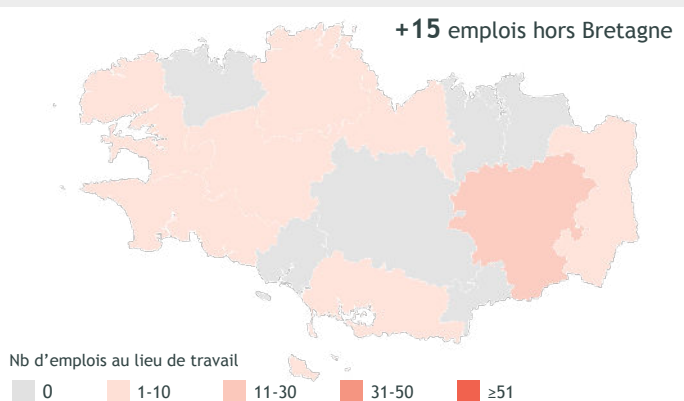 +15 emplois hors Bretagne
Nb d’emplois au lieu de travail
0 1-10 11-30 31-50 ≥51